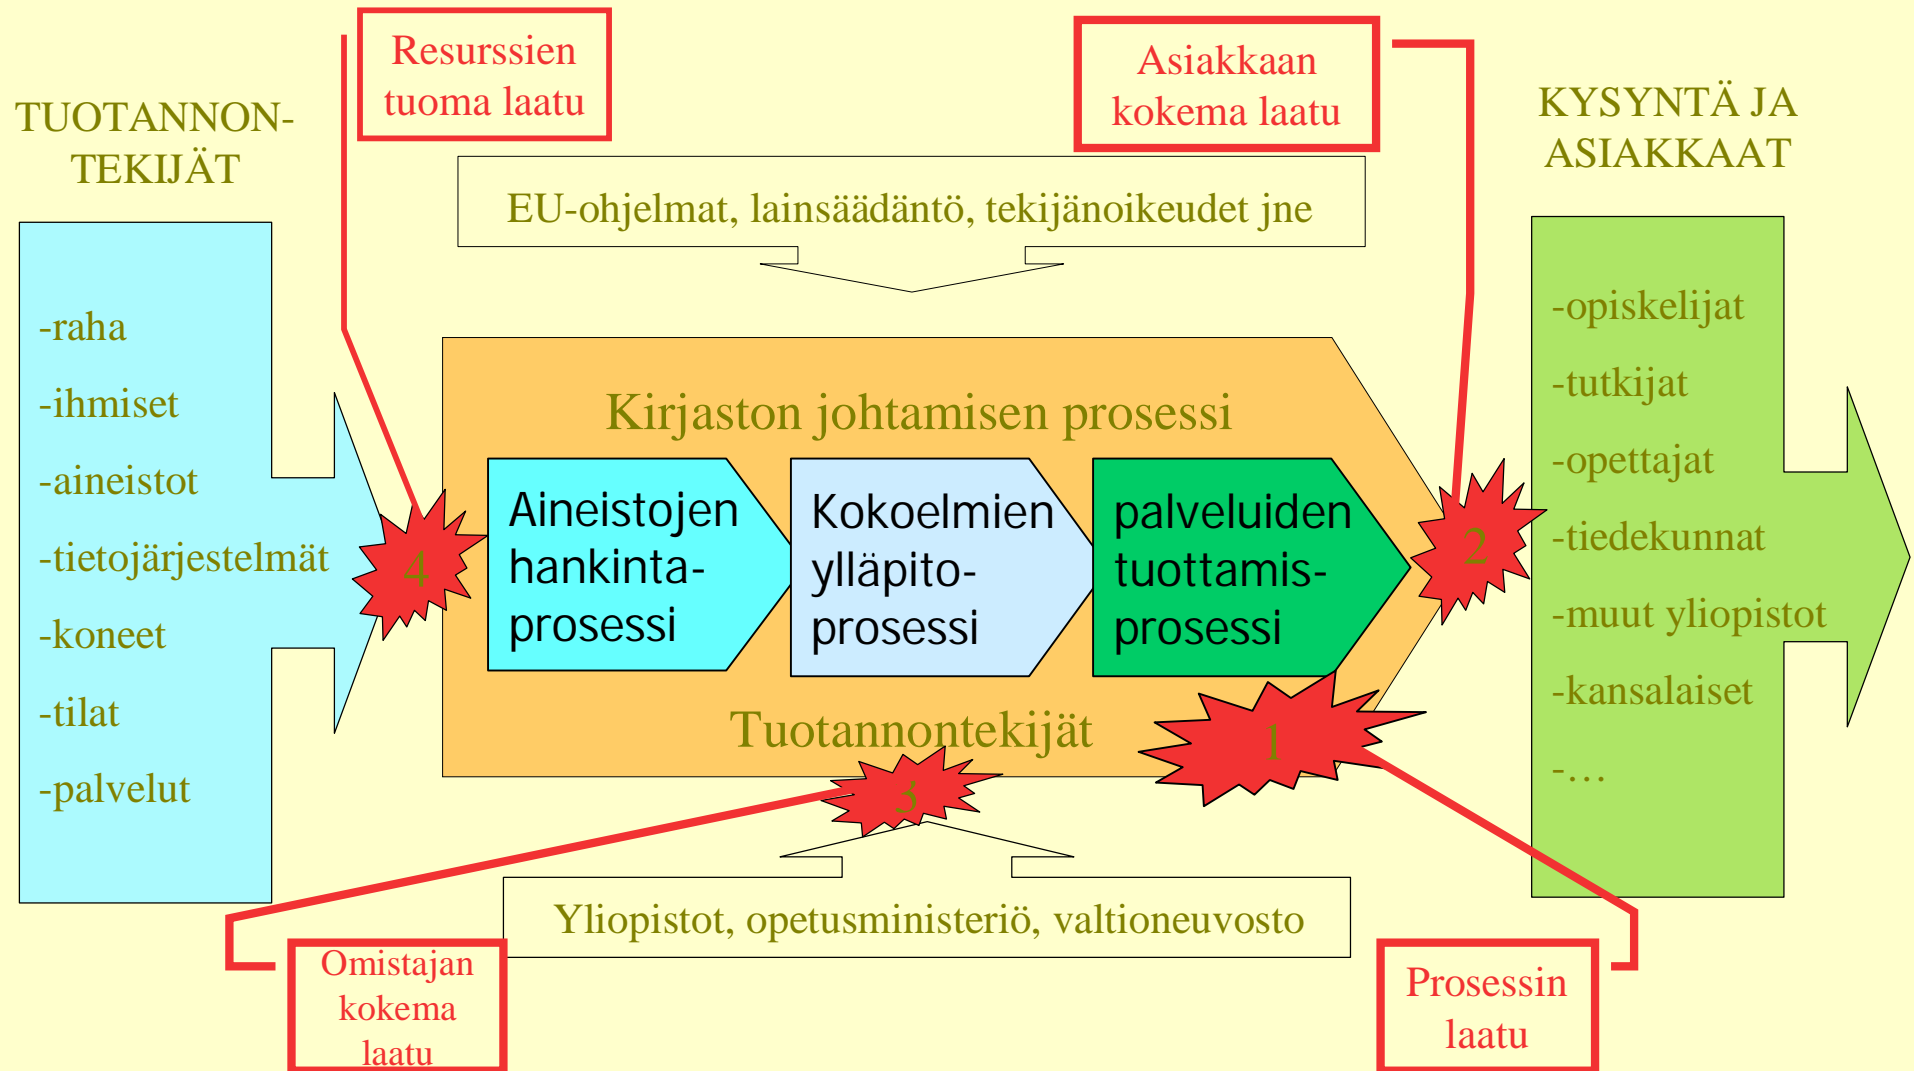 Resurssien
tuoma laatu
Asiakkaan
kokema laatu
TUOTANNON-
TEKIJÄT
KYSYNTÄ JA
ASIAKKAAT
EU-ohjelmat, lainsäädäntö, tekijänoikeudet jne
-raha
-ihmiset
-aineistot
-tietojärjestelmät
-koneet
-tilat
-palvelut
4
Kirjaston johtamisen prosessi
Aineistojen
hankinta-
prosessi
Kokoelmien
ylläpito-
prosessi
palveluiden
tuottamis-
prosessi
Tuotannontekijät
1
2
3
-opiskelijat
-tutkijat
-opettajat
-tiedekunnat
-muut yliopistot
-kansalaiset
-…
Yliopistot, opetusministeriö, valtioneuvosto
Omistajan
kokema
laatu
Prosessin
laatu